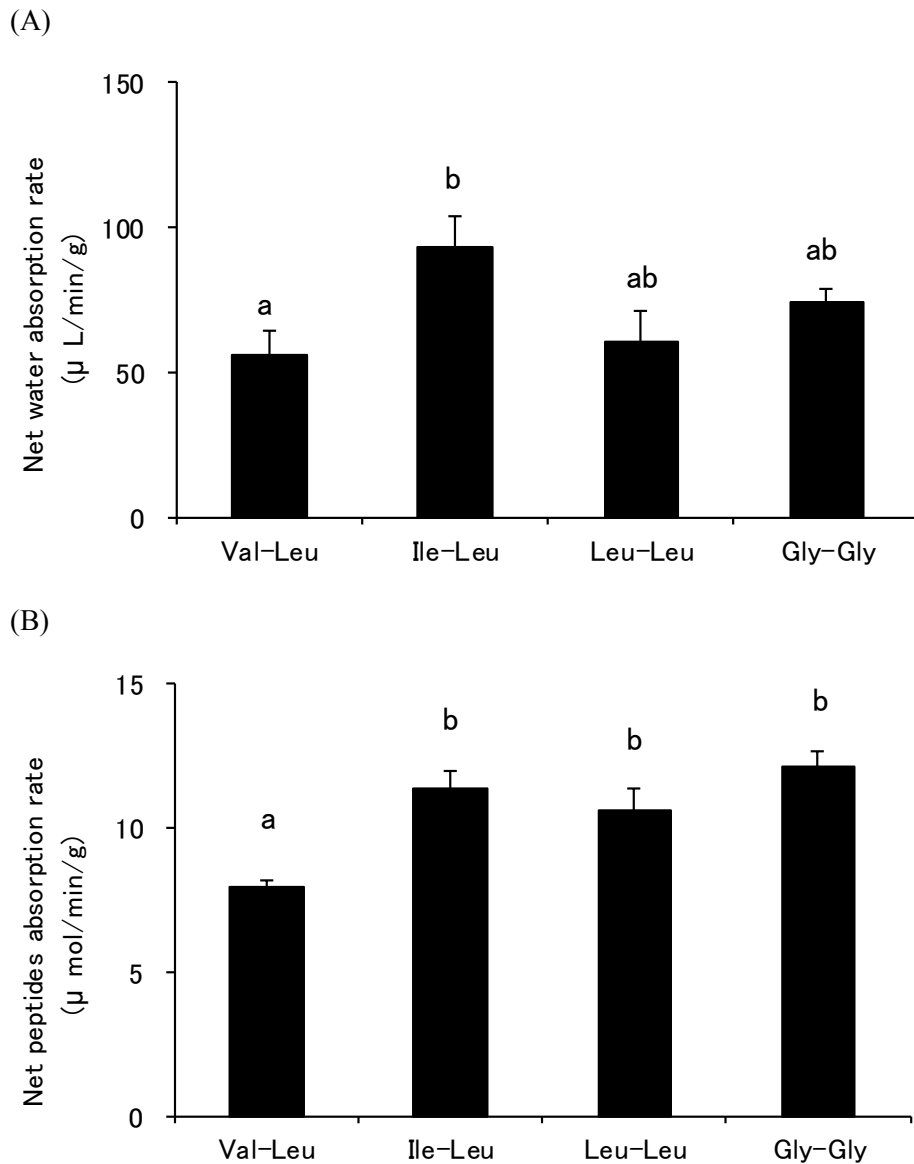 (A)
150
100
50
0
Net water absorption rate
(μ L/min/g)
a
b
ab
ab
Val-Leu Ile-Leu Leu-Leu Gly-Gly
(B)
15
10
5
0
Net peptides absorption rate
(μ mol/min/g)
a
b
b
b
Val-Leu Ile-Leu Leu-Leu Gly-Gly